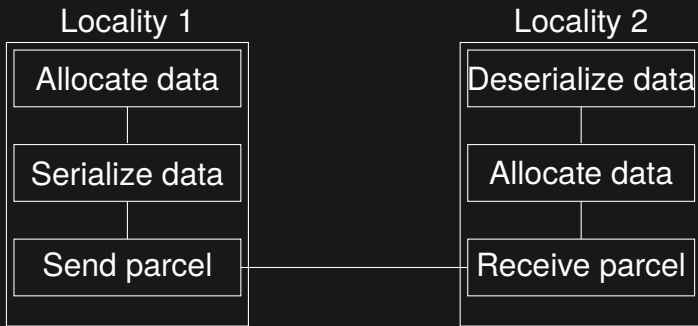 Locality 1
Allocate data
Serialize data
Send parcel
Locality 2
Deserialize data
Allocate data
Receive parcel